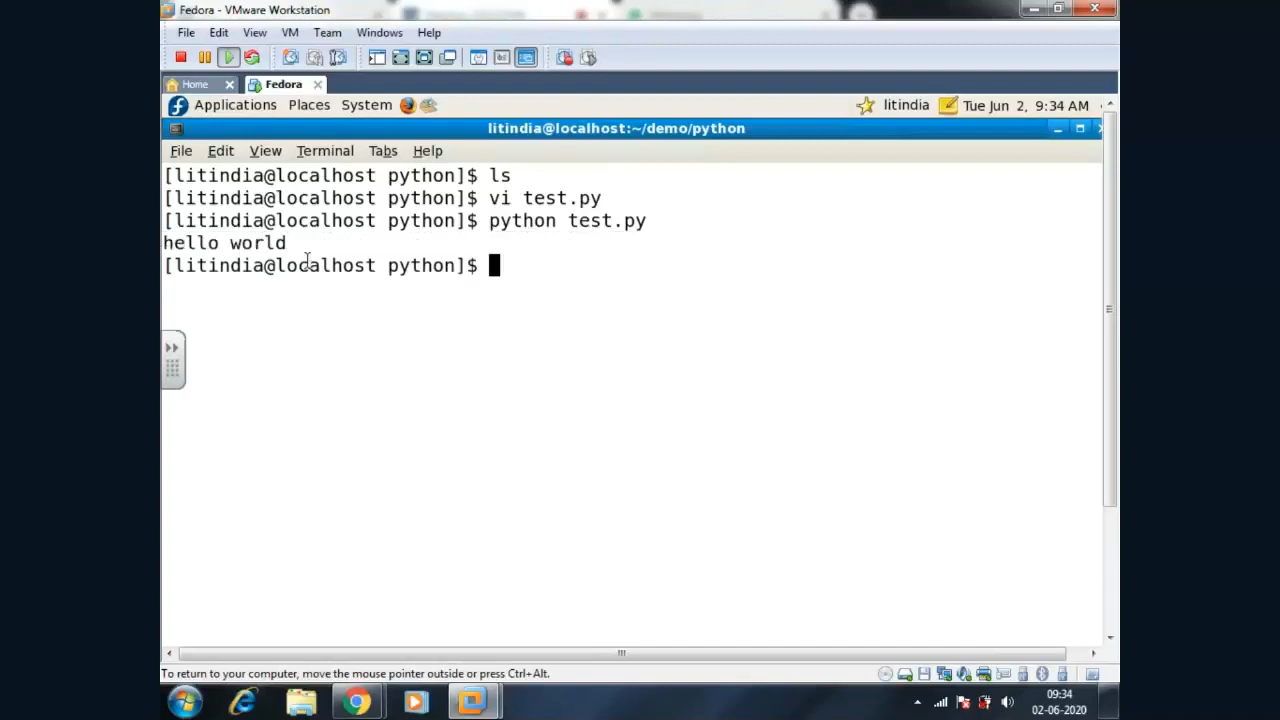 Fedora - VMware Workstation
File Edit View VM Team Windows Help
Home Fedora
Applications Places System litindia Tue Jun 2, 9:34 AM
litindia@localhost:~/demo/python
File Edit View Terminal Tabs Help
[litindia@localhost python]$ ls
[litindia@localhost python]$ vi test.py
[litindia@localhost python]$ python test.py
hello world
[litindia@localhost python]$
To return to your computer, move the mouse pointer outside or press Ctrl+Alt.
09:34
02-06-2020